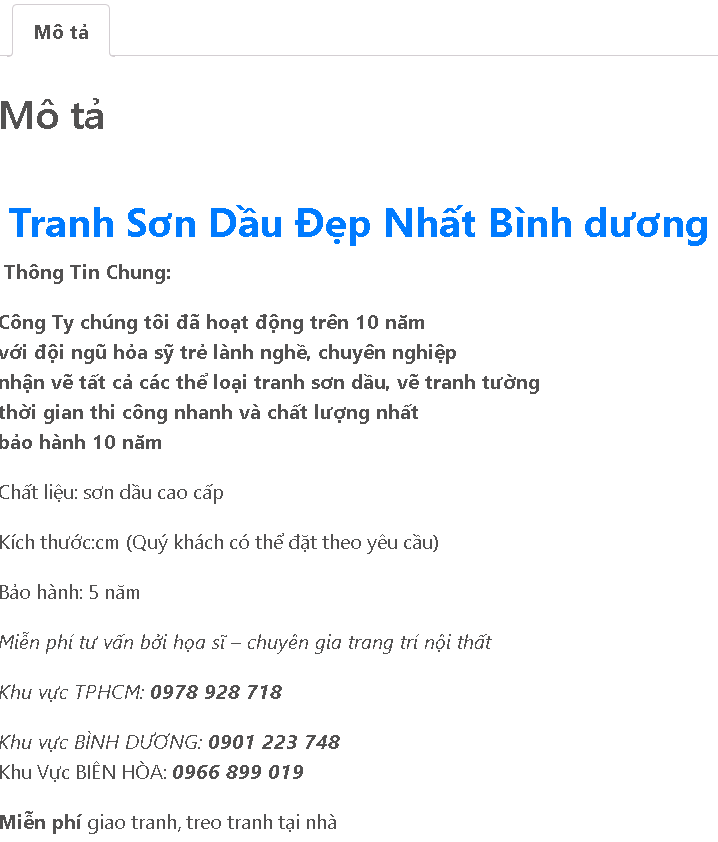 Mô tả
Mô tả
Tranh Sơn Dầu Đẹp Nhất Bình dương
Thông Tin Chung:
Công Ty chúng tôi đã hoạt động trên 10 năm
với đội ngũ hỏa sỹ trẻ lành nghề, chuyên nghiệp
nhận vẽ tất cả các thể loại tranh sơn dầu, vẽ tranh tường
thời gian thi công nhanh và chất lượng nhất
bảo hành 10 năm
Chất liệu: sơn dầu cao cấp
Kích thước:cm (Quý khách có thể đặt theo yêu cầu)
Bảo hành: 5 năm
Miễn phí tư vấn bởi họa sĩ – chuyên gia trang trí nội thất
Khu vực TPHCM: 0978 928 718
Khu vực BÌNH DƯƠNG: 0901 223 748
Khu Vực BIÊN HÒA: 0966 899 019
Miễn phí giao tranh, treo tranh tại nhà